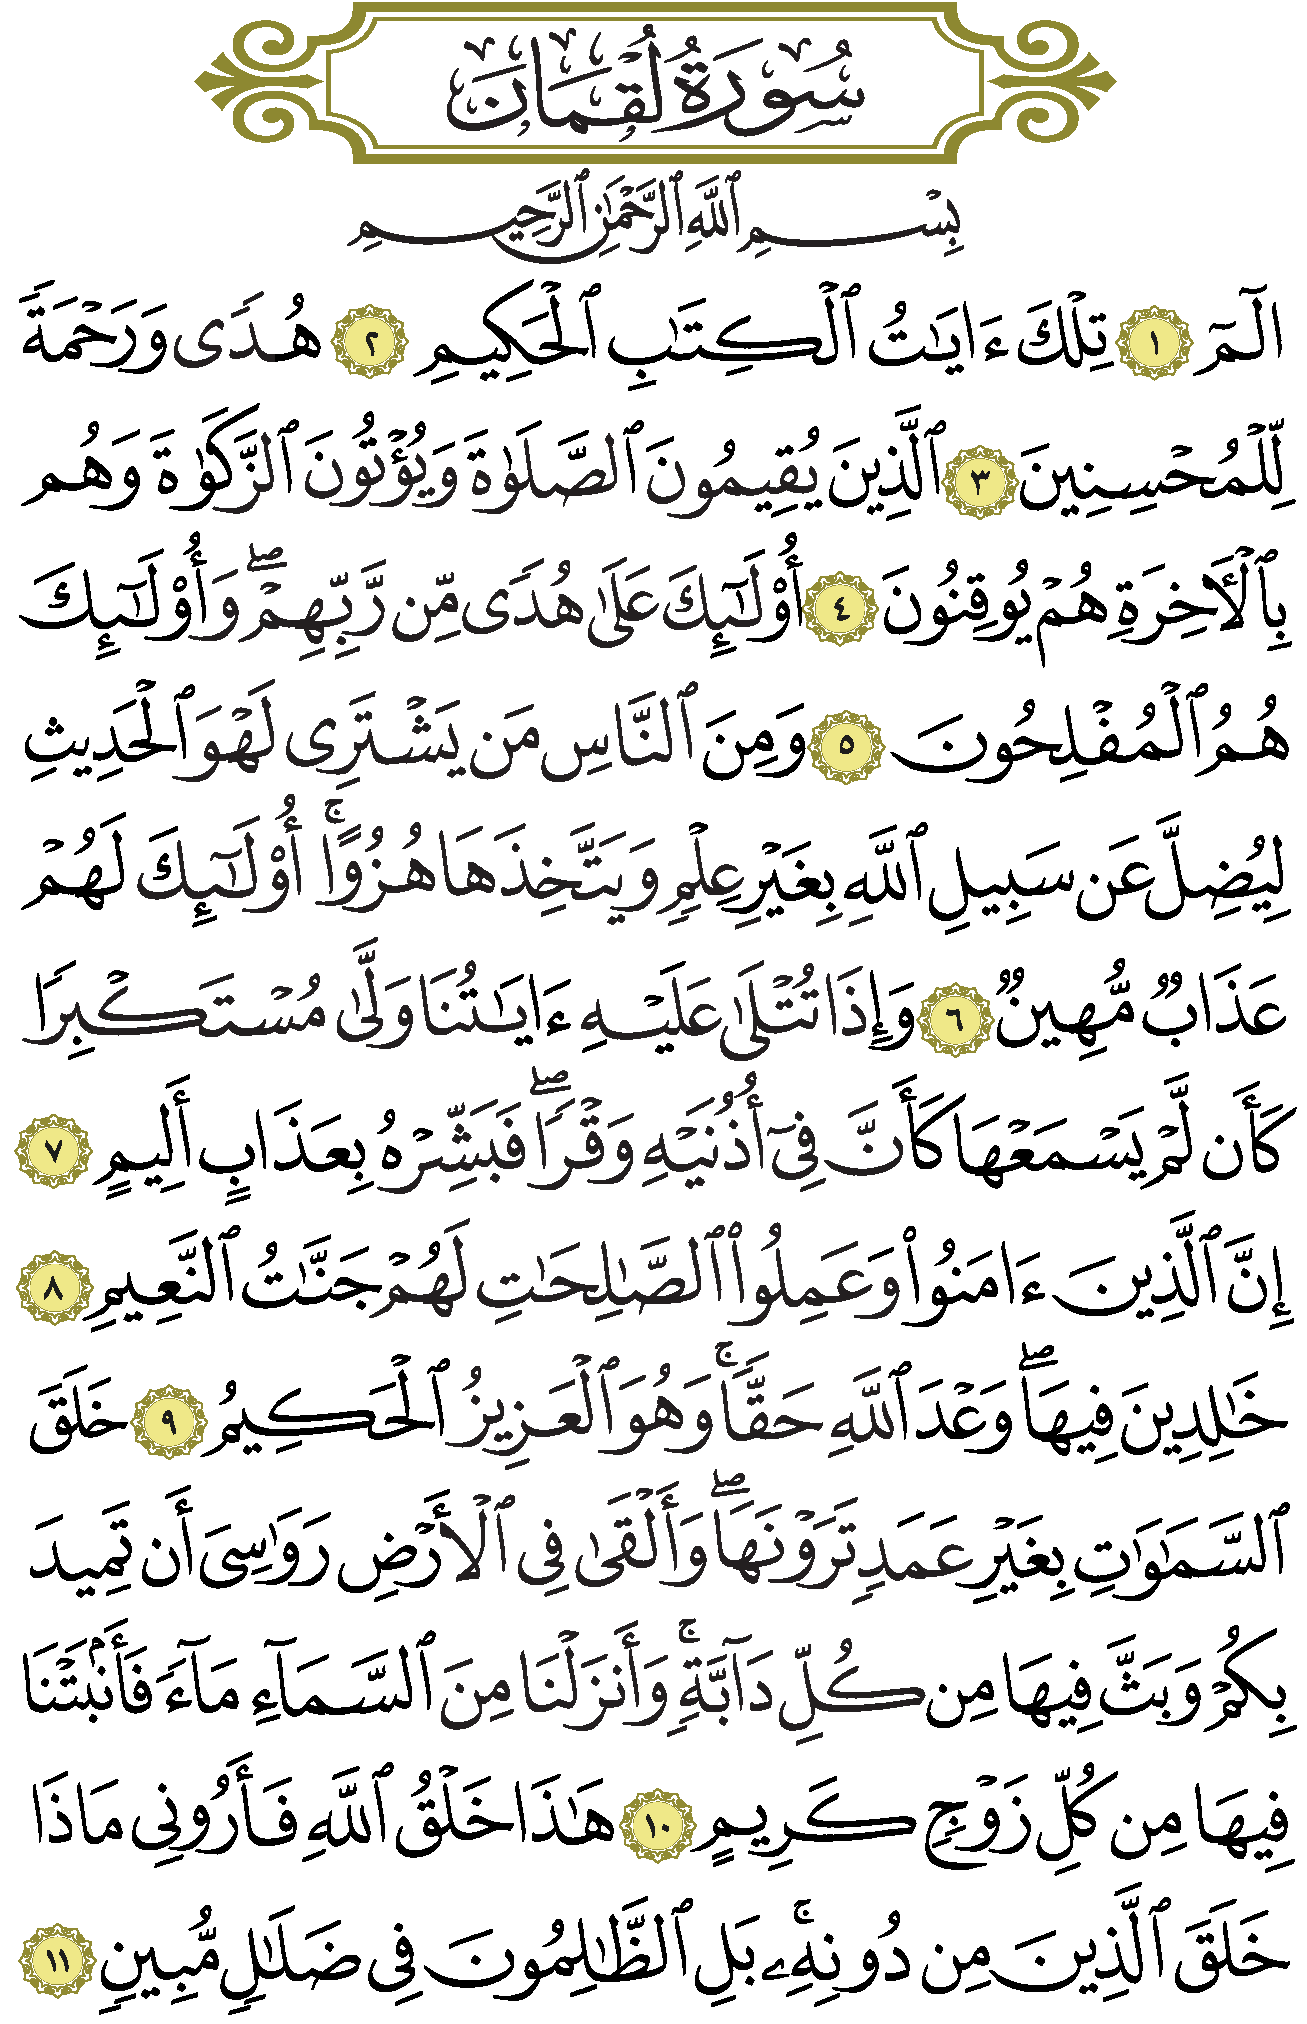 سُورَةُ لُقْمَانَ
بِسْمِ ٱللَّهِ ٱلرَّحْمَٰنِ ٱلرَّحِيمِ
الٓمٓ ١ تِلْكَ ءَايَٰتُ ٱلْكِتَٰبِ ٱلْحَكِيمِ ٢ هُدًى وَرَحْمَةً
لِّلْمُحْسِنِينَ ٣ ٱلَّذِينَ يُقِيمُونَ ٱلصَّلَوٰةَ وَيُؤْتُونَ ٱلزَّكَوٰةَ وَهُم
بِٱلْأَخِرَةِ هُمْ يُوقِنُونَ ٤ أُو۟لَٰٓئِكَ عَلَىٰ هُدًى مِّن رَّبِّهِمْۖ وَأُو۟لَٰٓئِكَ
هُمُ ٱلْمُفْلِحُونَ ٥ وَمِنَ ٱلنَّاسِ مَن يَشْتَرِى لَهْوَ ٱلْحَدِيثِ
لِيُضِلَّ عَن سَبِيلِ ٱللَّهِ بِغَيْرِ عِلْمٍ وَيَتَّخِذَهَا هُزُوًاۚ أُو۟لَٰٓئِكَ لَهُمْ
عَذَابٌ مُّهِينٌ ٦ وَإِذَا تُتْلَىٰ عَلَيْهِ ءَايَٰتُنَا وَلَّىٰ مُسْتَكْبِرًا
كَأَن لَّمْ يَسْمَعْهَا كَأَنَّ فِىٓ أُذُنَيْهِ وَقْرًاۖ فَبَشِّرْهُ بِعَذَابٍ أَلِيمٍ ٧
إِنَّ ٱلَّذِينَ ءَامَنُوا۟ وَعَمِلُوا۟ ٱلصَّٰلِحَٰتِ لَهُمْ جَنَّٰتُ ٱلنَّعِيمِ ٨
خَٰلِدِينَ فِيهَاۖ وَعْدَ ٱللَّهِ حَقًّاۚ وَهُوَ ٱلْعَزِيزُ ٱلْحَكِيمُ ٩ خَلَقَ
ٱلسَّمَٰوَٰتِ بِغَيْرِ عَمَدٍ تَرَوْنَهَاۖ وَأَلْقَىٰ فِى ٱلْأَرْضِ رَوَٰسِىَ أَن تَمِيدَ
بِكُمْ وَبَثَّ فِيهَا مِن كُلِّ دَآبَّةٍۚ وَأَنزَلْنَا مِنَ ٱلسَّمَآءِ مَآءً فَأَنۢبَتْنَا
فِيهَا مِن كُلِّ زَوْجٍ كَرِيمٍ ١٠ هَٰذَا خَلْقُ ٱللَّهِ فَأَرُونِى مَاذَا
خَلَقَ ٱلَّذِينَ مِن دُونِهِۦۚ بَلِ ٱلظَّٰلِمُونَ فِى ضَلَٰلٍ مُّبِينٍ ١١